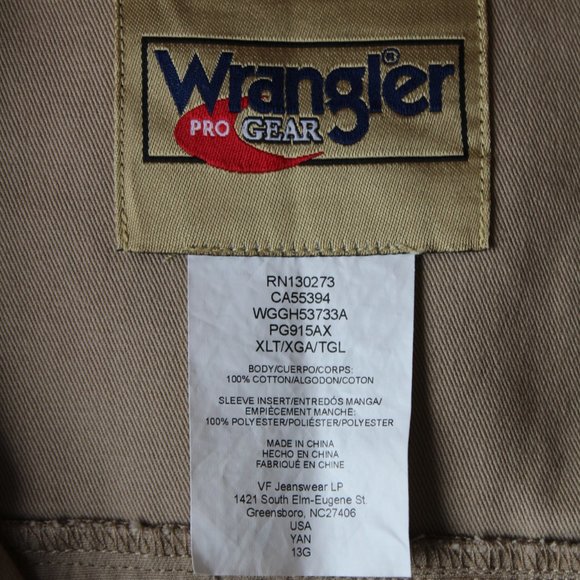 Wrangler®
PRO GEAR
RN130273
CA55394
WGGH53733A
PG915AX
XLT/XGA/TGL
BODY/CUERPO/CORPS:
100% COTTON/ALGODON/COTON
SLEEVE INSERT/ENTREDÓS MANGA/
EMPIÈCEMENT MANCHE:
100% POLYESTER/POLIÉSTER/POLYESTER
MADE IN CHINA
HECHO EN CHINA
FABRIQUÉ EN CHINE
VF Jeanswear LP
1421 South Elm-Eugene St.
Greensboro, NC27406
USA
YAN
13G